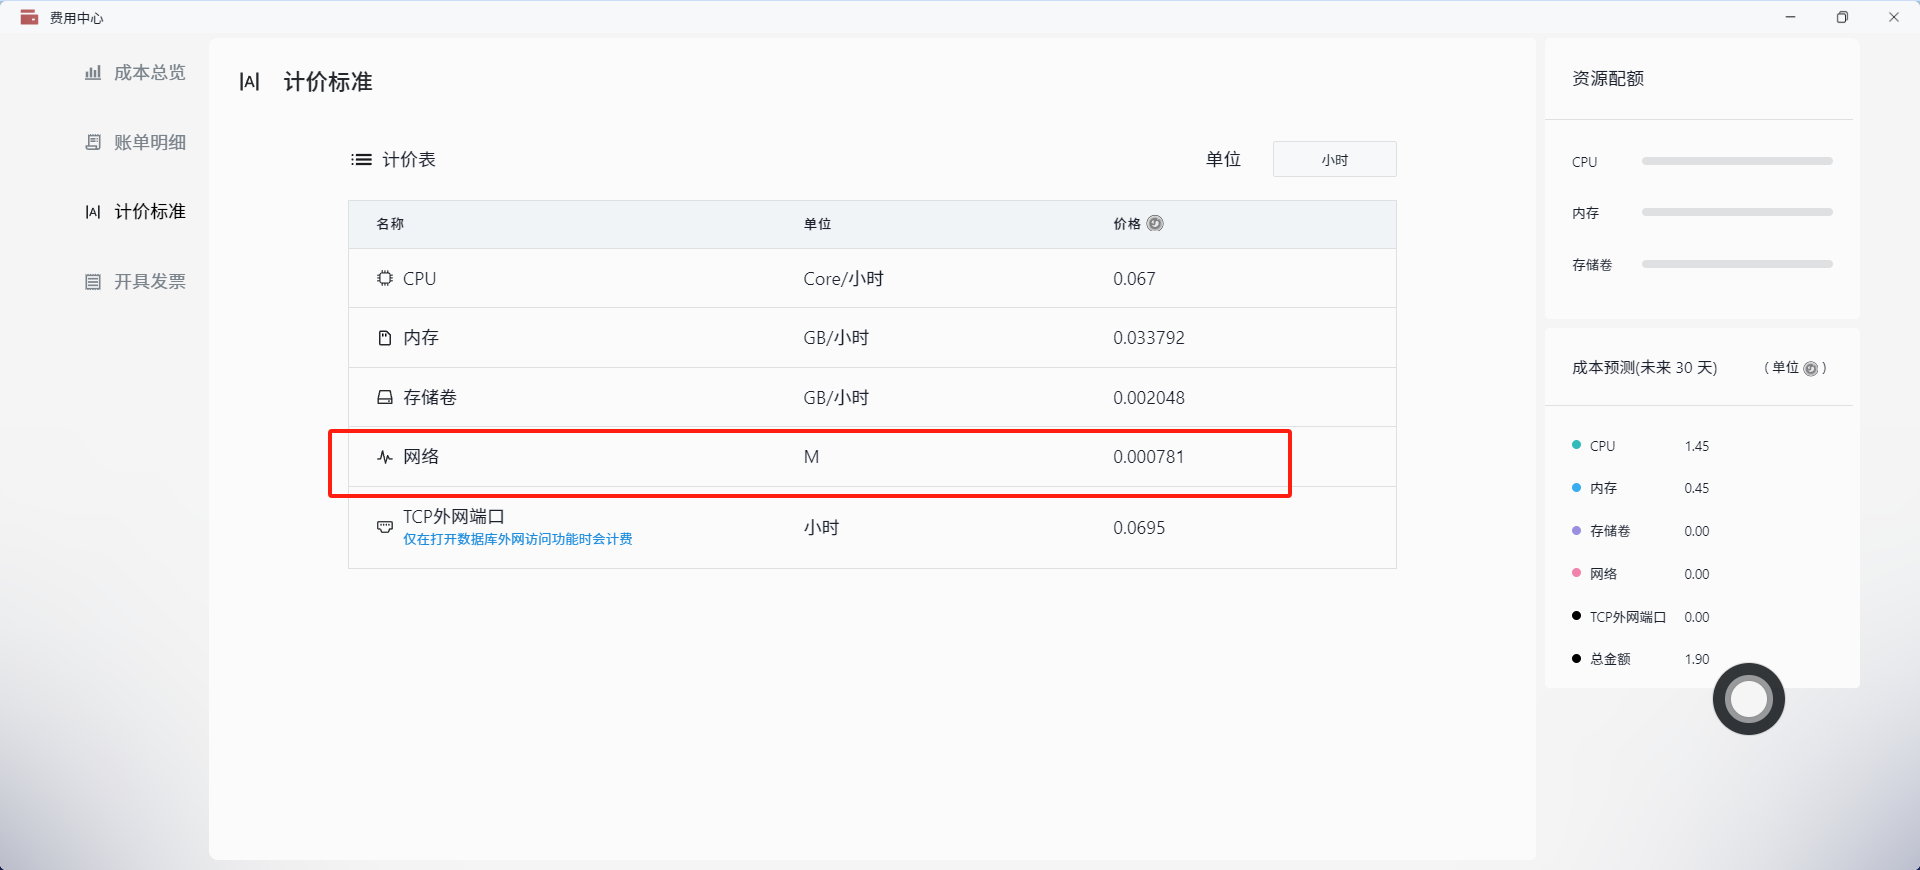 费用中心
成本总览
账单明细
计价标准
开具发票
计价标准
计价表
单位 小时
名称 单位 价格
CPU Core/小时 0.067
内存 GB/小时 0.033792
存储卷 GB/小时 0.002048
网络 M 0.000781
TCP外网端口 小时 0.0695
仅在打开数据库外网访问功能时会计费
资源配额
CPU
内存
存储卷
成本预测(未来 30 天) (单位 )
CPU 1.45
内存 0.45
存储卷 0.00
网络 0.00
TCP外网端口 0.00
总金额 1.90